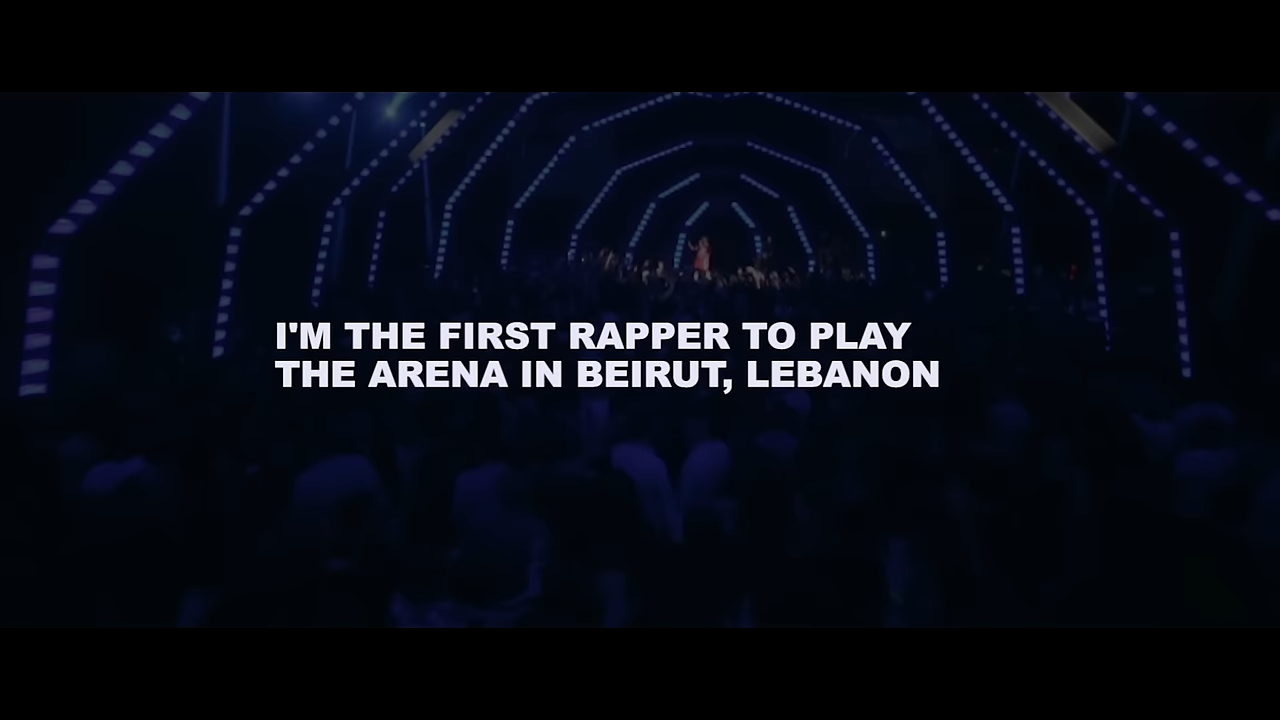 I'M THE FIRST RAPPER TO PLAY
THE ARENA IN BEIRUT, LEBANON